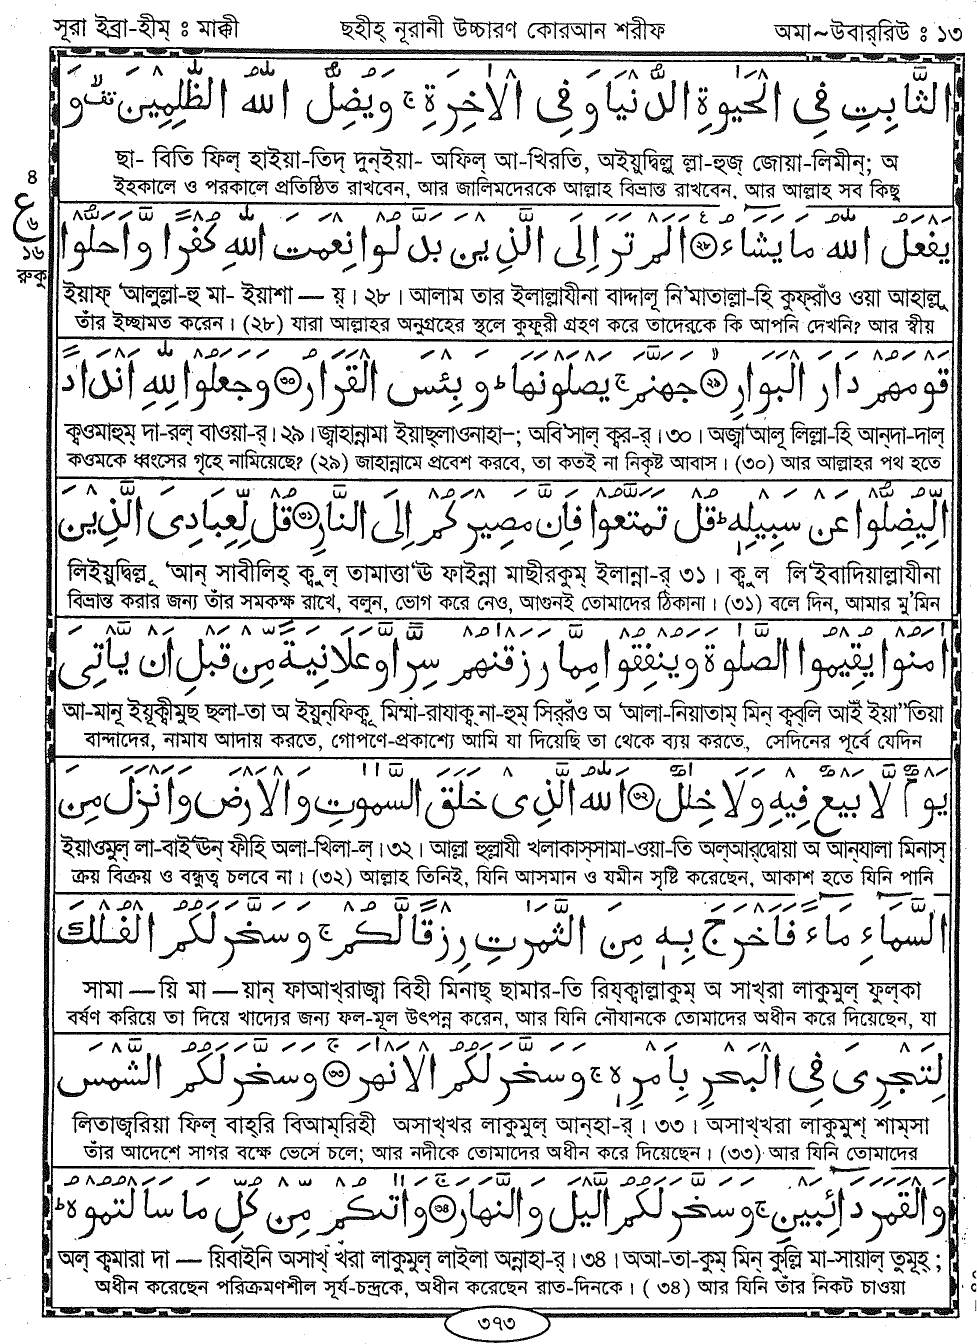 সূরা ইব্রা-হীম্ : মাক্কী
ছহীহ্ নূরানী উচ্চারণ কোরআন শরীফ
অমা~উবার্‌রিউ : ১৩
الثَّابِتِ فِي الْحَيٰوةِ الدُّنْيَا وَفِي الْاٰخِرَةِ ۚ وَيُضِلُّ اللّٰهُ الظّٰلِمِيْنَ ۙ وَ
ছা- বিতি ফিল্ হাইয়া-তিদ্ দুন্ইয়া- অফিল্ আ-খিরতি, অইয়ুদ্বিল্লু ল্লা-হুজ্ জোয়া-লিমীন্; অ
ইহকালে ও পরকালে প্রতিষ্ঠিত রাখবেন, আর জালিমদেরকে আল্লাহ বিভ্রান্ত রাখবেন, আর আল্লাহ সব কিছু
৪
ع
৬
১৬
রুকু
يَفْعَلُ اللّٰهُ مَا يَشَاۤءُ ۝٢٨ اَلَمْ تَرَ اِلَى الَّذِيْنَ بَدَّلُوْا نِعْمَتَ اللّٰهِ كُفْرًا وَّاَحَلُّوْا
ইয়াফ্ 'আলুল্লা-হু মা- ইয়াশা — য়্। ২৮। আলাম তার ইলাল্লাযীনা বাদ্দালূ নি'মাতাল্লা-হি কুফ্‌রাঁও ওয়া আহাল্লূ
তাঁর ইচ্ছামত করেন। (২৮) যারা আল্লাহর অনুগ্রহের স্থলে কুফুরী গ্রহণ করে তাদেরকে কি আপনি দেখনি? আর স্বীয়
قَوْمَهُمْ دَارَ الْبَوَارِ ۝٢٩ جَهَنَّمَ ۚ يَصْلَوْنَهَا ؕ وَبِئْسَ الْقَرَارُ ۝٣٠ وَجَعَلُوْا لِلّٰهِ اَنْدَادًا
ক্বওমাহুম্ দা-রল্ বাওয়া-র্। ২৯। জ্বাহান্নামা ইয়াছ্‌লাওনাহা-; অবি'সাল্ ক্বর-র্। ৩০। অজ্বা'আলূ লিল্লা-হি আন্‌দা-দাল্
কওমকে ধ্বংসের গৃহে নামিয়েছে? (২৯) জাহান্নামে প্রবেশ করবে, তা কতই না নিকৃষ্ট আবাস। (৩০) আর আল্লাহর পথ হতে
لِّيُضِلُّوْا عَنْ سَبِيْلِهٖ ؕ قُلْ تَمَتَّعُوْا فَاِنَّ مَصِيْرَكُمْ اِلَى النَّارِ ۝٣١ قُلْ لِّعِبَادِيَ الَّذِيْنَ
লিইয়ুদ্বিল্লূ 'আন্ সাবীলিহ্ ক্বুল্ তামাত্তা'ঊ ফাইন্না মাছীরকুম্ ইলান্না-র্ ৩১। ক্বুল লি'ইবাদিয়াল্লাযীনা
বিভ্রান্ত করার জন্য তাঁর সমকক্ষ রাখে, বলুন, ভোগ করে নেও, আগুনই তোমাদের ঠিকানা। (৩১) বলে দিন, আমার মু'মিন
اٰمَنُوْا يُقِيْمُوا الصَّلٰوةَ وَيُنْفِقُوْا مِمَّا رَزَقْنٰهُمْ سِرًّا وَّعَلَانِيَةً مِّنْ قَبْلِ اَنْ يَّاْتِيَ
আ-মানূ ইয়ূক্বীমুছ ছলা-তা অ ইয়ুন্‌ফিক্বূ মিম্মা-রাযাক্ব্ না-হুম্ সির্‌রাঁও অ 'আলা-নিয়াতাম্ মিন্ ক্বব্‌লি আইঁ ইয়া"তিয়া
বান্দাদের, নামায আদায় করতে, গোপণে-প্রকাশ্যে আমি যা দিয়েছি তা থেকে ব্যয় করতে, সেদিনের পূর্বে যেদিন
يَوْمٌ لَّا بَيْعٌ فِيْهِ وَلَا خِلٰلٌ ۝٣٢ اَللّٰهُ الَّذِيْ خَلَقَ السَّمٰوٰتِ وَالْاَرْضَ وَاَنْزَلَ مِنَ
ইয়াওমুল্ লা-বাই'উন্ ফীহি অলা-খিলা-ল্। ৩২। আল্লা হুল্লাযী খলাকাস্‌সামা-ওয়া-তি অল্‌আর্‌দ্বোয়া অ আন্‌যালা মিনাস্
ক্রয় বিক্রয় ও বন্ধুত্ব চলবে না। (৩২) আল্লাহ তিনিই, যিনি আসমান ও যমীন সৃষ্টি করেছেন, আকাশ হতে যিনি পানি
السَّمَاۤءِ مَاۤءً فَاَخْرَجَ بِهٖ مِنَ الثَّمَرٰتِ رِزْقًا لَّكُمْ ۚ وَسَخَّرَ لَكُمُ الْفُلْكَ
সামা — য়ি মা — য়ান্ ফাআখ্‌রাজ্বা বিহী মিনাছ্ ছামার-তি রিয্‌ক্বাল্লাকুম্ অ সাখ্‌রা লাকুমুল্ ফুল্‌কা
বর্ষণ করিয়ে তা দিয়ে খাদ্যের জন্য ফল-মূল উৎপন্ন করেন, আর যিনি নৌযানকে তোমাদের অধীন করে দিয়েছেন, যা
لِتَجْرِيَ فِي الْبَحْرِ بِاَمْرِهٖ ۚ وَسَخَّرَ لَكُمُ الْاَنْهٰرَ ۝٣٣ وَسَخَّرَ لَكُمُ الشَّمْسَ
লিতাজ্বরিয়া ফিল্ বাহ্‌রি বিআম্‌রিহী অসাখ্‌খর লাকুমুল্ আন্‌হা-র্। ৩৩। অসাখ্‌খরা লাকুমুশ্ শাম্‌সা
তাঁর আদেশে সাগর বক্ষে ভেসে চলে; আর নদীকে তোমাদের অধীন করে দিয়েছেন। (৩৩) আর যিনি তোমাদের
وَالْقَمَرَ دَاۤئِبَيْنِ ۚ وَسَخَّرَ لَكُمُ الَّيْلَ وَالنَّهَارَ ۝٣٤ وَاٰتٰىكُمْ مِّنْ كُلِّ مَا سَاَلْتُمُوْهُ ؕ
অল্ ক্বমারা দা — য়িবাইনি অসাখ্ খরা লাকুমুল্ লাইলা অন্নাহা-র্। ৩৪। অআ-তা-কুম্ মিন্ কুল্লি মা-সায়াল্ তুমূহ্ ;
অধীন করেছেন পরিক্রমণশীল সূর্য-চন্দ্রকে, অধীন করেছেন রাত-দিনকে। ( ৩৪) আর যিনি তাঁর নিকট চাওয়া
৩৭৩